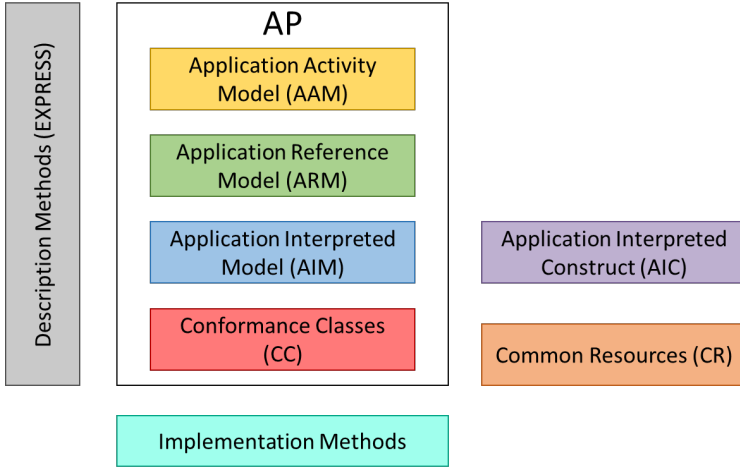 Description Methods (EXPRESS)
AP
Application Activity
Model (AAM)
Application Reference
Model (ARM)
Application Interpreted
Model (AIM)
Conformance Classes
(CC)
Application Interpreted
Construct (AIC)
Common Resources (CR)
Implementation Methods